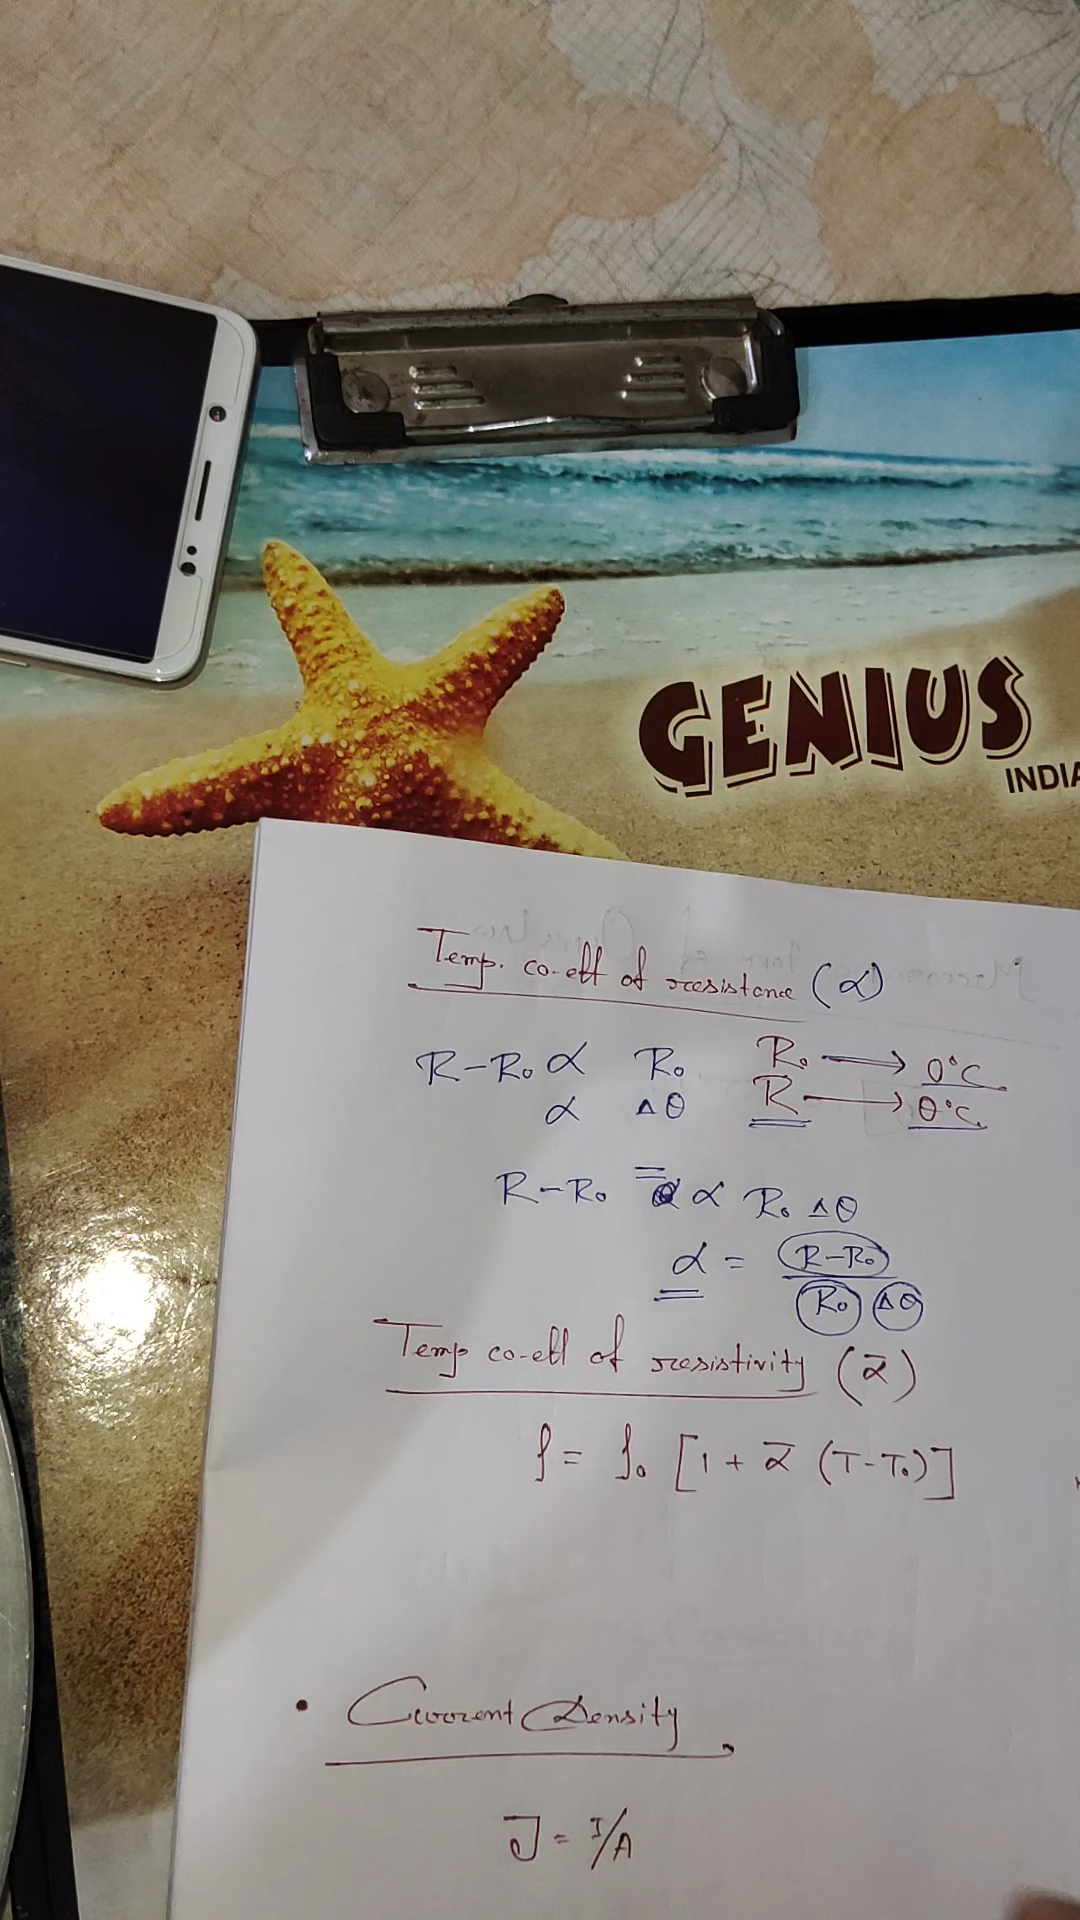 GENIUS
INDIA
Temp. co-eff of resistance (α)
R-R₀ ∝ R₀ R₀ → 0°C
∝ Δθ R → θ°C
R-R₀ = α R₀ Δθ
α = (R-R₀) / (R₀ Δθ)
Temp co-eff of resistivity (ᾱ)
ρ = ρ₀ [1 + ᾱ (T-T₀)]
• Current Density
J = I/A